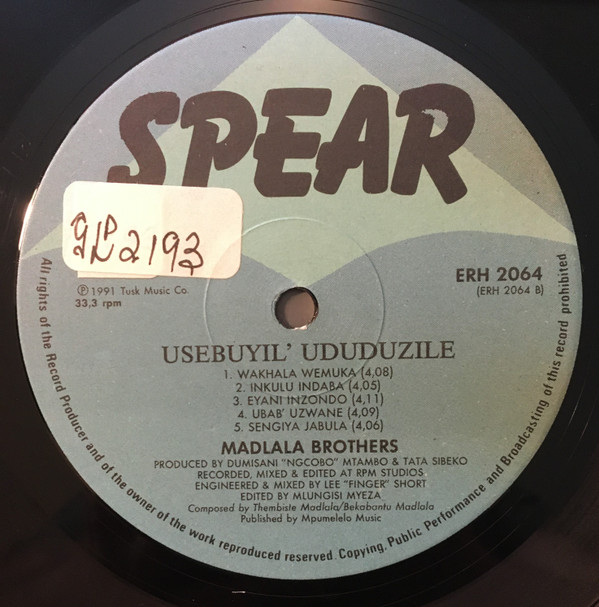 SPEAR
GLP 2193
℗ 1991 Tusk Music Co.
33,3 rpm
ERH 2064
(ERH 2064 B)
USEBUYIL' UDUDUZILE
1. WAKHALA WEMUKA (4,08)
2. INKULU INDABA (4,05)
3. EYANI INZONDO (4,11)
4. UBAB' UZWANE (4,09)
5. SENGIYA JABULA (4,06)
MADLALA BROTHERS
PRODUCED BY DUMISANI "NGCOBO" MTAMBO & TATA SIBEKO
RECORDED, MIXED & EDITED AT RPM STUDIOS
ENGINEERED & MIXED BY LEE "FINGER" SHORT
EDITED BY MLUNGISI MYEZA
Composed by Thembiste Madlala/Bekabantu Madlala
Published by Mpumelelo Music
All rights of the Record Producer and of the owner of the work reproduced reserved. Copying, Public Performance and Broadcasting of this record prohibited